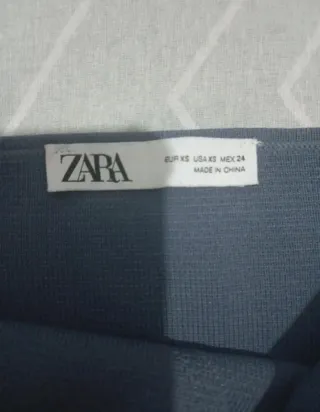 ZARA
EUR XS USA XS MEX 24
MADE IN CHINA